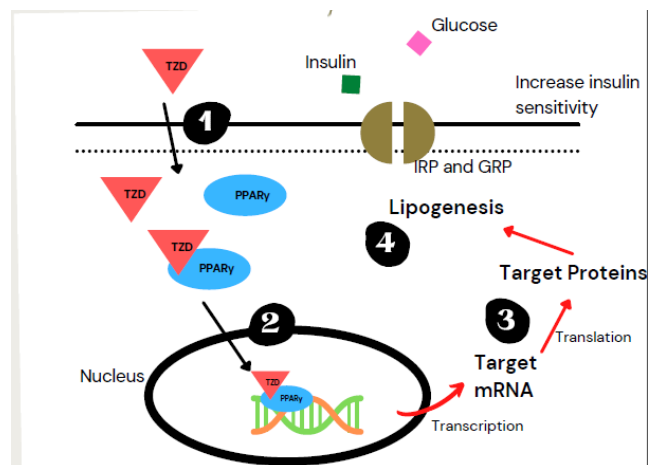 Glucose
TZD
Insulin
Increase insulin
sensitivity
1
IRP and GRP
TZD
PPARγ
Lipogenesis
TZD
4
PPARγ
Target Proteins
2
3
Translation
Nucleus
Target
mRNA
TZD
PPARγ
Transcription